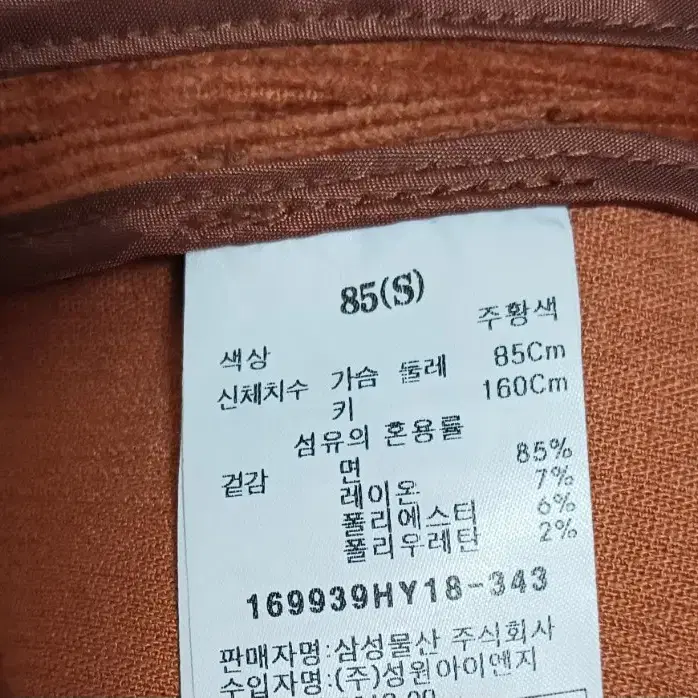 85(S)
색상 주황색
신체치수 가슴 둘레 85Cm
키 160Cm
섬유의 혼용률
겉감 면 85%
레이온 7%
폴리에스터 6%
폴리우레탄 2%
169939HY18-343
판매자명:삼성물산 주식회사
수입자명:(주)성원아이엔지